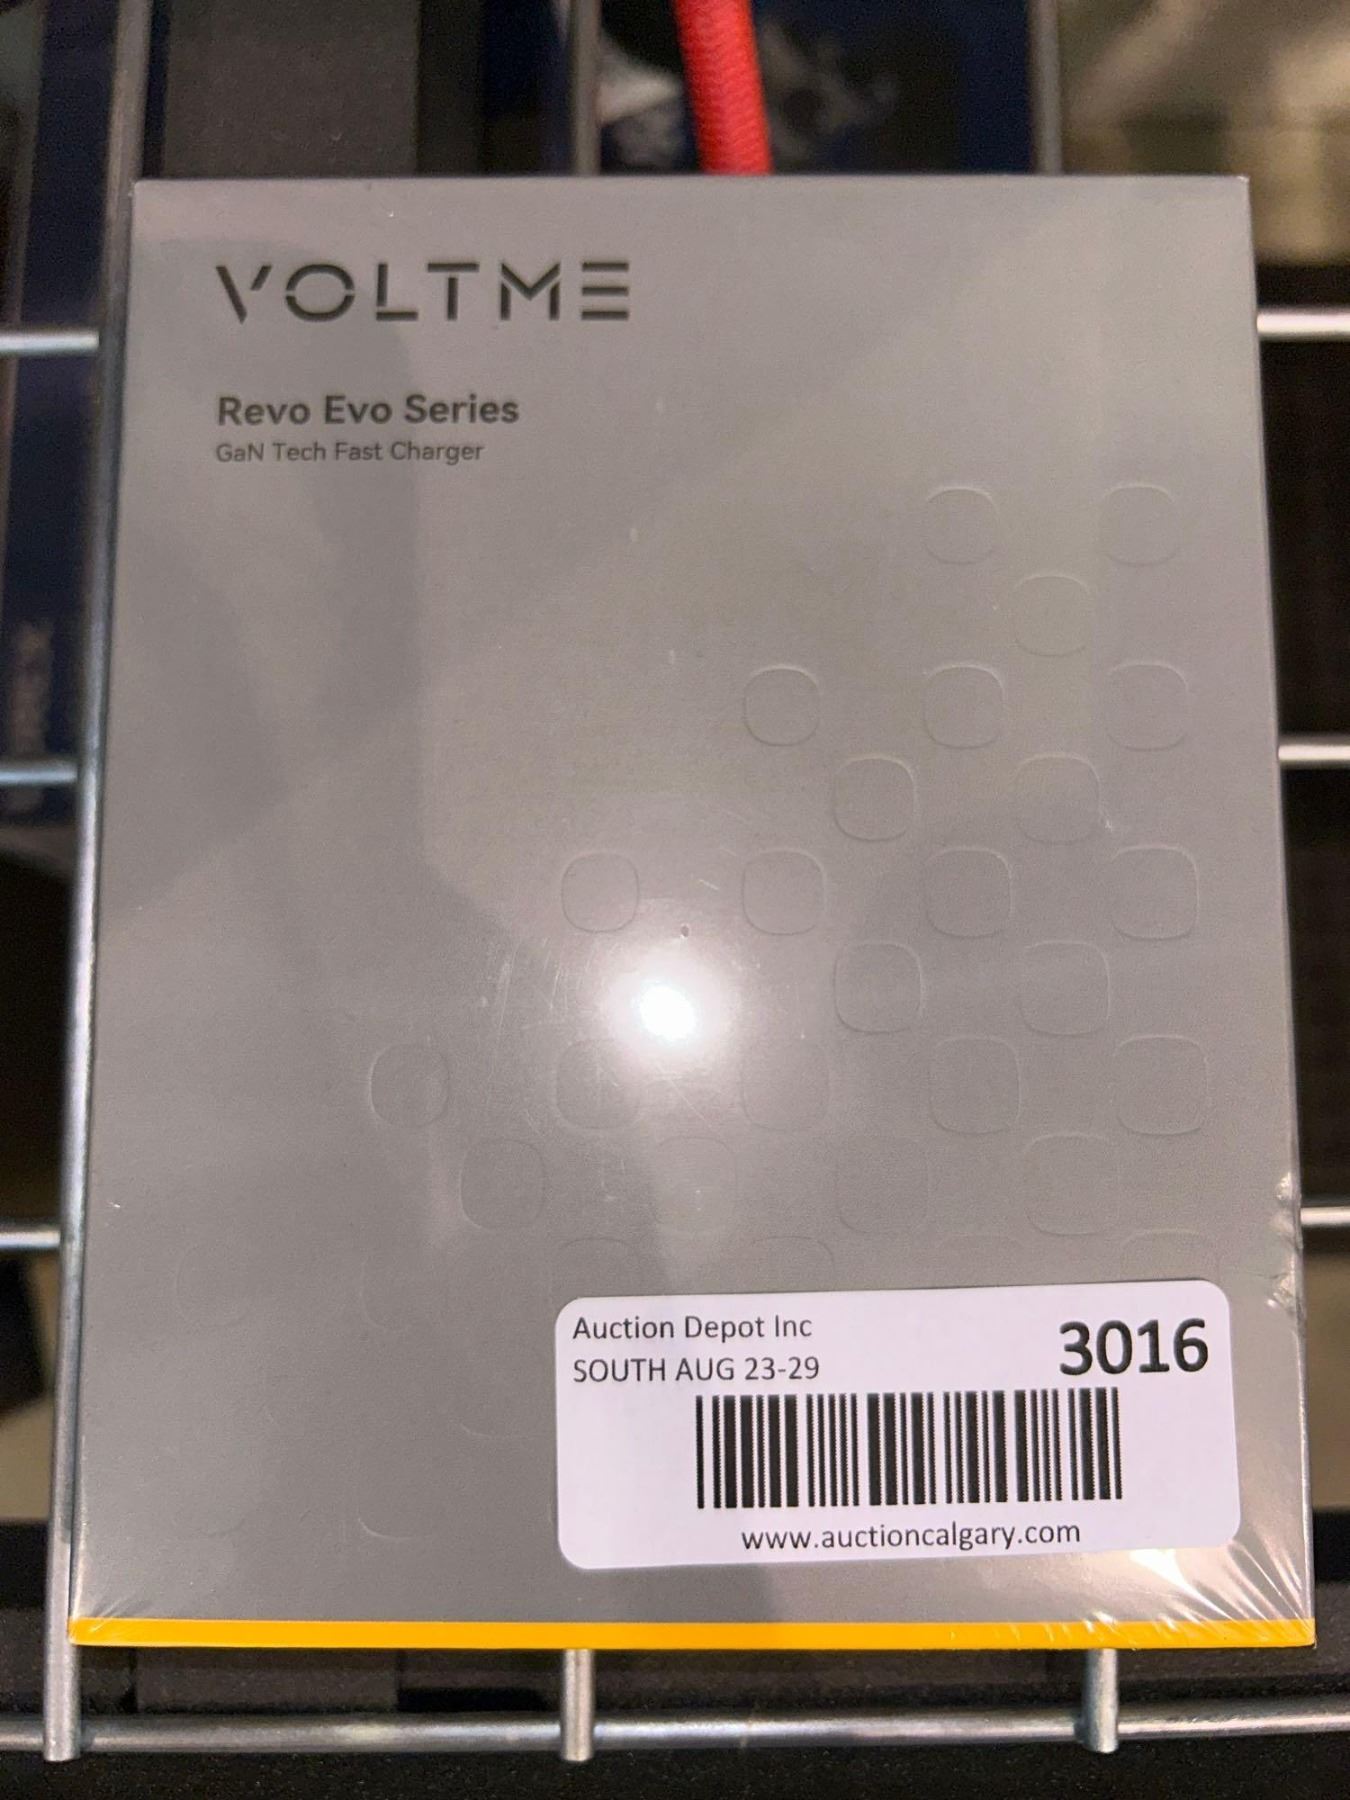 VOLTME
Revo Evo Series
GaN Tech Fast Charger
Auction Depot Inc
3016
SOUTH AUG 23-29
www.auctioncalgary.com